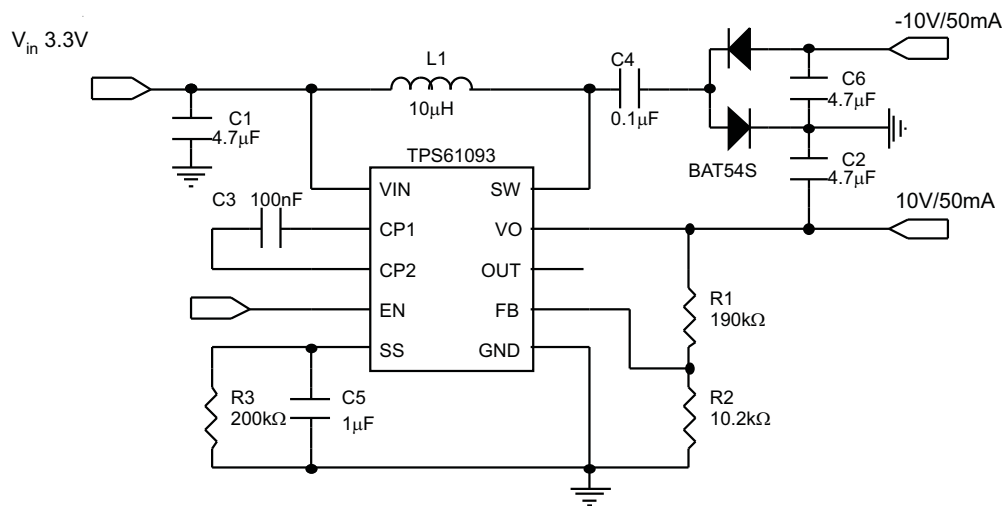 -10V/50mA
Vin 3.3V
L1
C4
C6
4.7μF
10μH
0.1μF
C1
4.7μF
TPS61093
BAT54S
C2
4.7μF
C3 100nF
VIN
SW
10V/50mA
CP1
VO
CP2
OUT
EN
FB
R1
190kΩ
SS
GND
R3
200kΩ
C5
1μF
R2
10.2kΩ